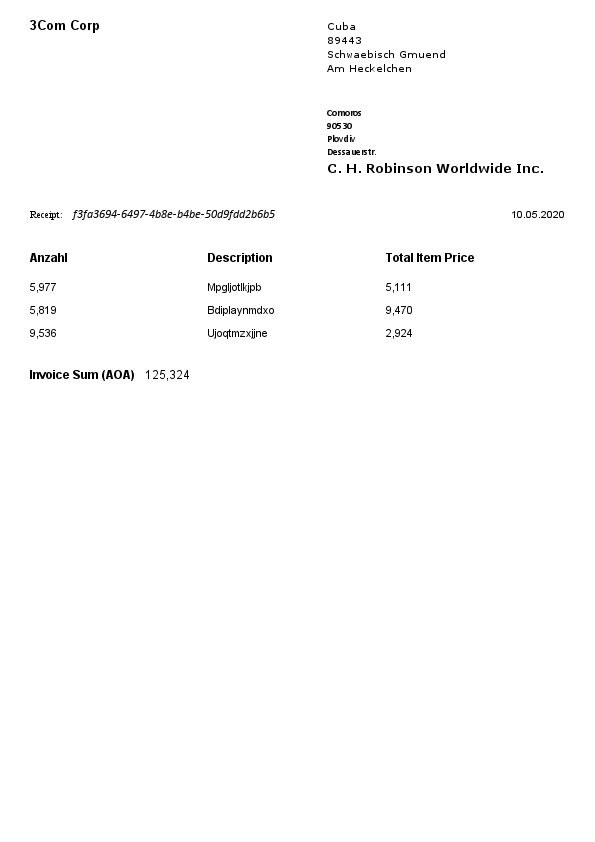 3Com Corp
Cuba
89443
Schwaebisch Gmuend
Am Heckelchen
Comoros
90530
Plovdiv
Dessauerstr.
C. H. Robinson Worldwide Inc.
Receipt: f3fa3694-6497-4b8e-b4be-50d9fdd2b6b5 10.05.2020
Anzahl Description Total Item Price
5,977 Mpgljotlkjpb 5,111
5,819 Bdiplaynmdxo 9,470
9,536 Ujoqtmzxjjne 2,924
Invoice Sum (AOA) 125,324